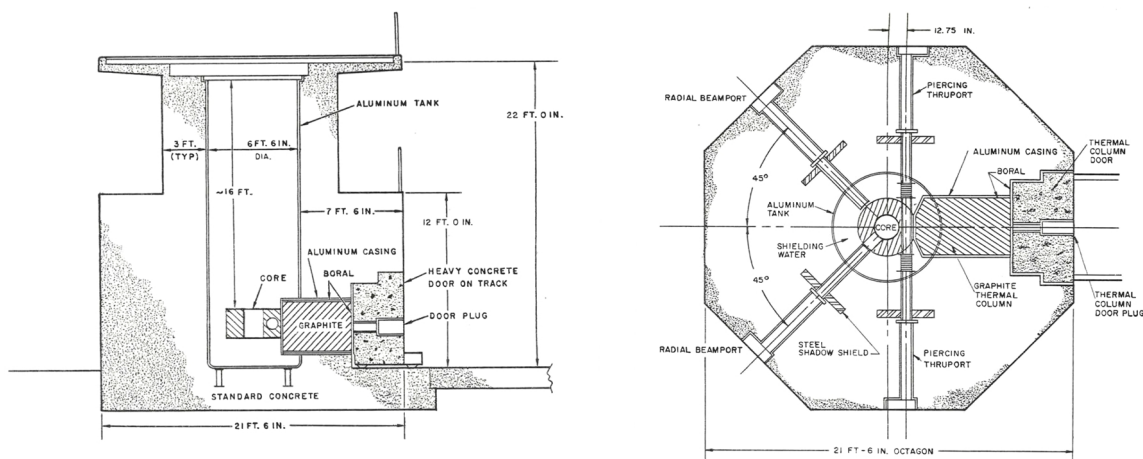 ALUMINUM TANK
22 FT. 0 IN.
3 FT.
(TYP)
6 FT. 6 IN.
DIA.
~16 FT.
7 FT. 6 IN.
12 FT. 0 IN.
ALUMINUM CASING
BORAL
CORE
HEAVY CONCRETE
DOOR ON TRACK
GRAPHITE
DOOR PLUG
STANDARD CONCRETE
21 FT. 6 IN.
12.75 IN.
RADIAL BEAMPORT
PIERCING
THRUPORT
THERMAL
COLUMN
DOOR
ALUMINUM CASING
BORAL
45°
ALUMINUM
TANK
CORE
SHIELDING
WATER
45°
GRAPHITE
THERMAL
COLUMN
THERMAL
COLUMN
DOOR PLUG
STEEL
SHADOW SHIELD
RADIAL BEAMPORT
PIERCING
THRUPORT
21 FT-6 IN. OCTAGON